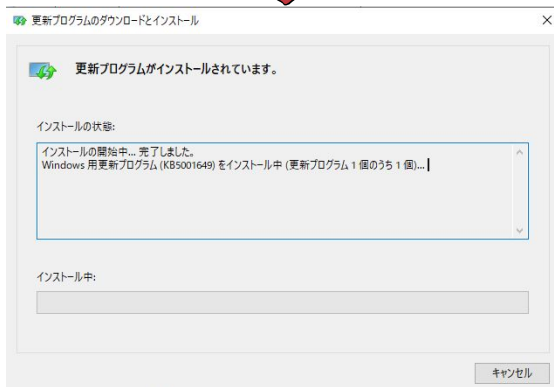 更新プログラムのダウンロードとインストール
更新プログラムがインストールされています。
インストールの状態:
インストールの開始中... 完了しました。
Windows 用更新プログラム (KB5001649) をインストール中 (更新プログラム 1 個のうち 1 個)...
インストール中:
キャンセル